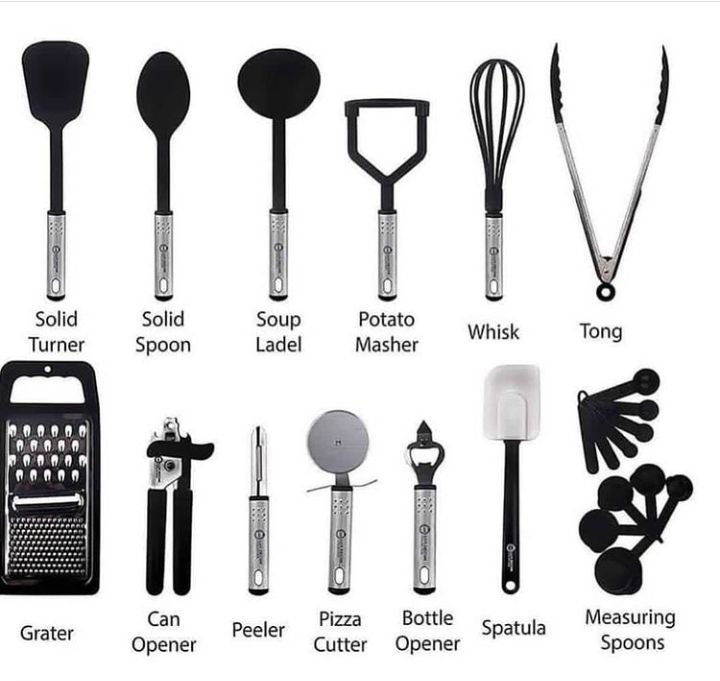 Solid
Turner
Solid
Spoon
Soup
Ladel
Potato
Masher
Whisk
Tong
Grater
Can
Opener
Peeler
Pizza
Cutter
Bottle
Opener
Spatula
Measuring
Spoons